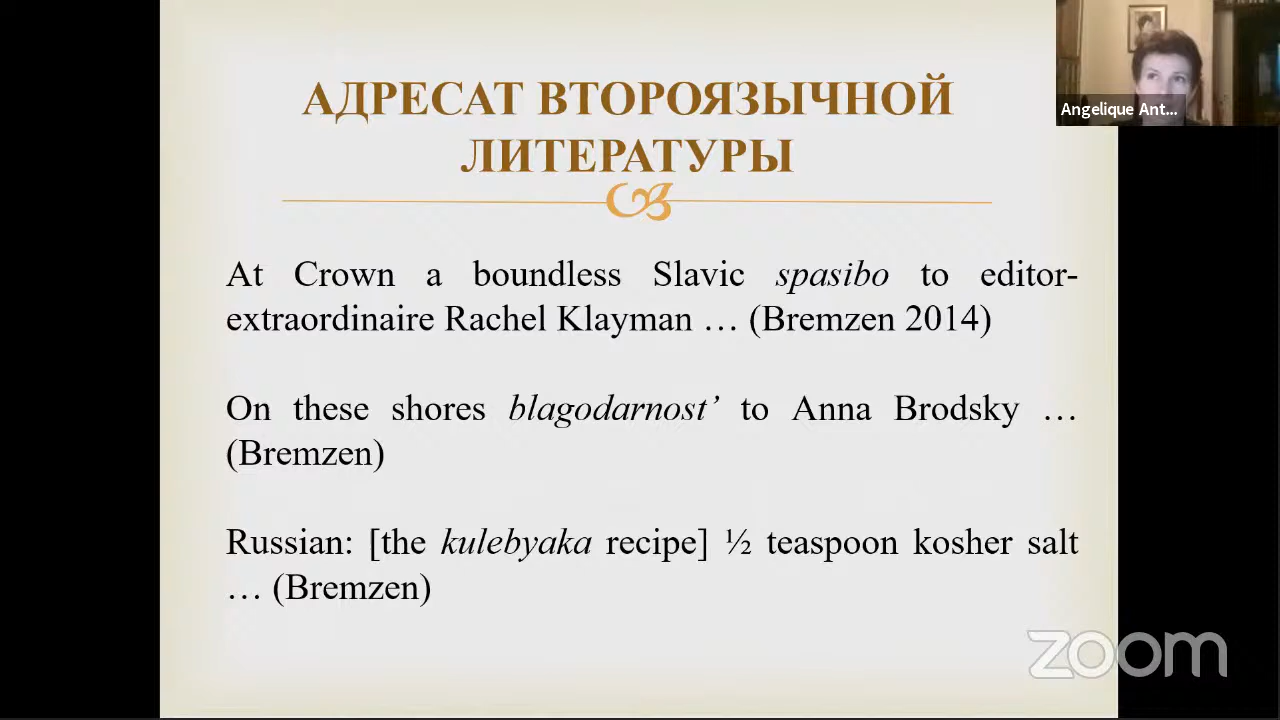 АДРЕСАТ ВТОРОЯЗЫЧНОЙ
ЛИТЕРАТУРЫ
At Crown a boundless Slavic spasibo to editor-
extraordinaire Rachel Klayman … (Bremzen 2014)
On these shores blagodarnost’ to Anna Brodsky …
(Bremzen)
Russian: [the kulebyaka recipe] ½ teaspoon kosher salt
… (Bremzen)
Angelique Ant...
zoom